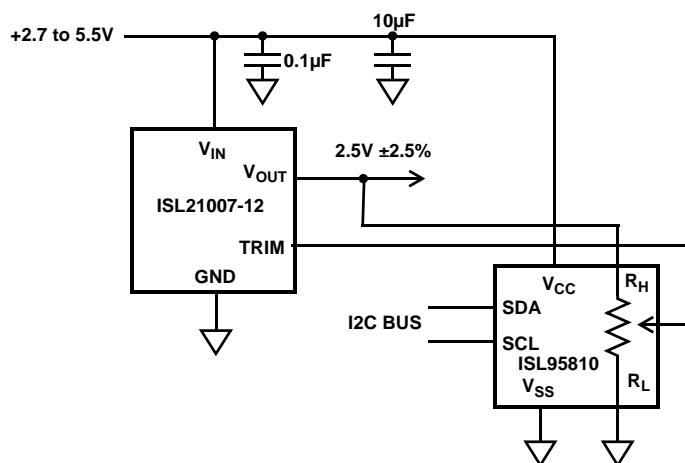 +2.7 to 5.5V
10µF
0.1µF
VIN
VOUT
2.5V ±2.5%
ISL21007-12
TRIM
GND
VCC
RH
SDA
I2C BUS
SCL
ISL95810
RL
VSS